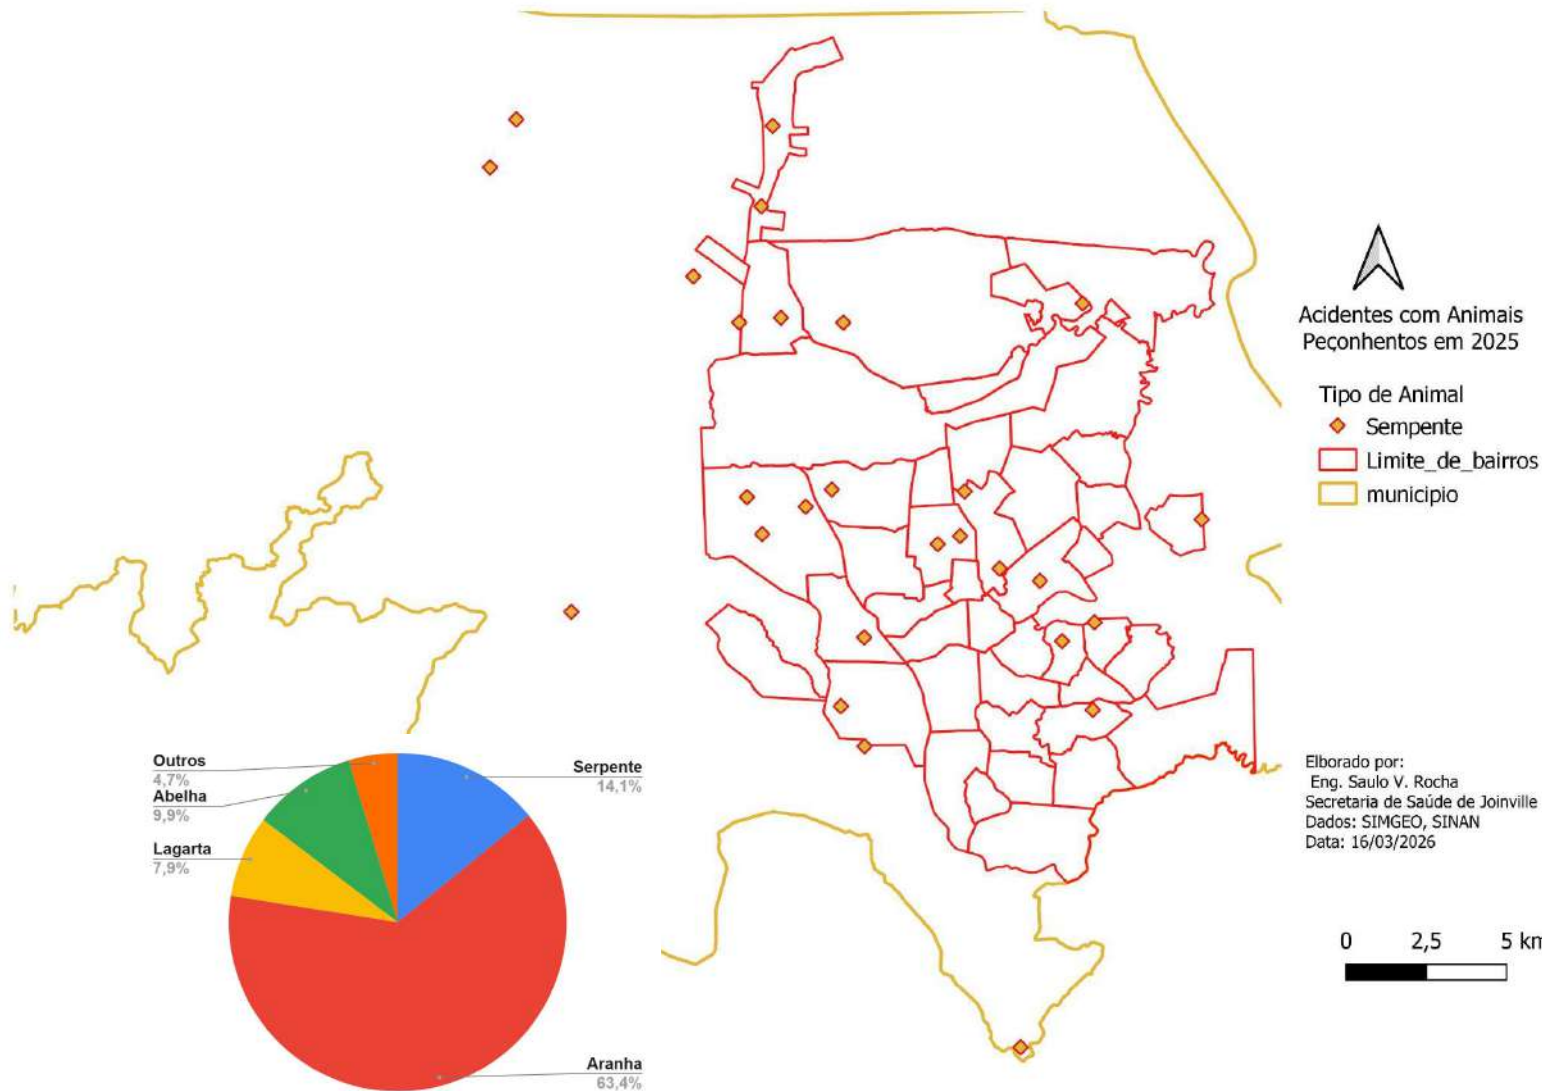 Acidentes com Animais
Peçonhentos em 2025
Tipo de Animal
Sempente
Limite_de_bairros
municipio
Outros
4,7%
Abelha
9,9%
Lagarta
7,9%
Serpente
14,1%
Aranha
63,4%
Elborado por:
Eng. Saulo V. Rocha
Secretaria de Saúde de Joinville
Dados: SIMGEO, SINAN
Data: 16/03/2026
0 2,5 5 km